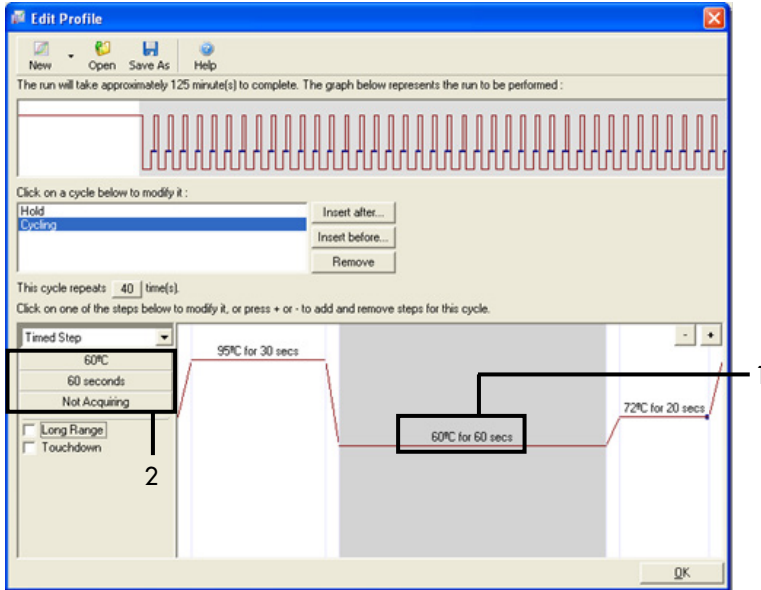 Edit Profile
New Open Save As Help
The run will take approximately 125 minute(s) to complete. The graph below represents the run to be performed :
Click on a cycle below to modify it :
Hold
Cycling
Insert after...
Insert before...
Remove
This cycle repeats 40 time(s).
Click on one of the steps below to modify it, or press + or - to add and remove steps for this cycle.
Timed Step
- +
60ºC
60 seconds
Not Acquiring
Long Range
Touchdown
2
95ºC for 30 secs
60ºC for 60 secs
1
72ºC for 20 secs
OK